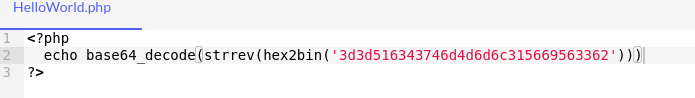 HelloWorld.php
1 <?php
2 echo base64_decode(strrev(hex2bin('3d3d516343746d4d6d6c315669563362')))
3 ?>